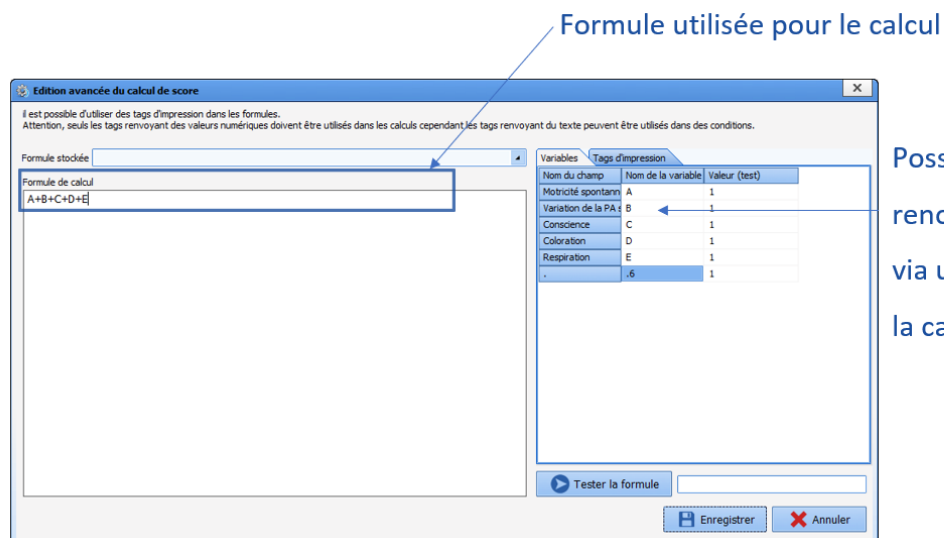 Formule utilisée pour le calcul
Edition avancée du calcul de score
il est possible d'utiliser des tags d'impression dans les formules.
Attention, seuls les tags renvoyant des valeurs numériques doivent être utilisés dans les calculs cependant les tags renvoyant du texte peuvent être utilisés dans des conditions.
Formule stockée
Variables Tags d'impression
Formule de calcul
A+B+C+D+E
Nom du champ Nom de la variable Valeur (test)
Motricité spontann A 1
Variation de la PA s B 1
Conscience C 1
Coloration D 1
Respiration E 1
. .6 1
Poss
reno
via u
la ca
Tester la formule
Enregistrer Annuler